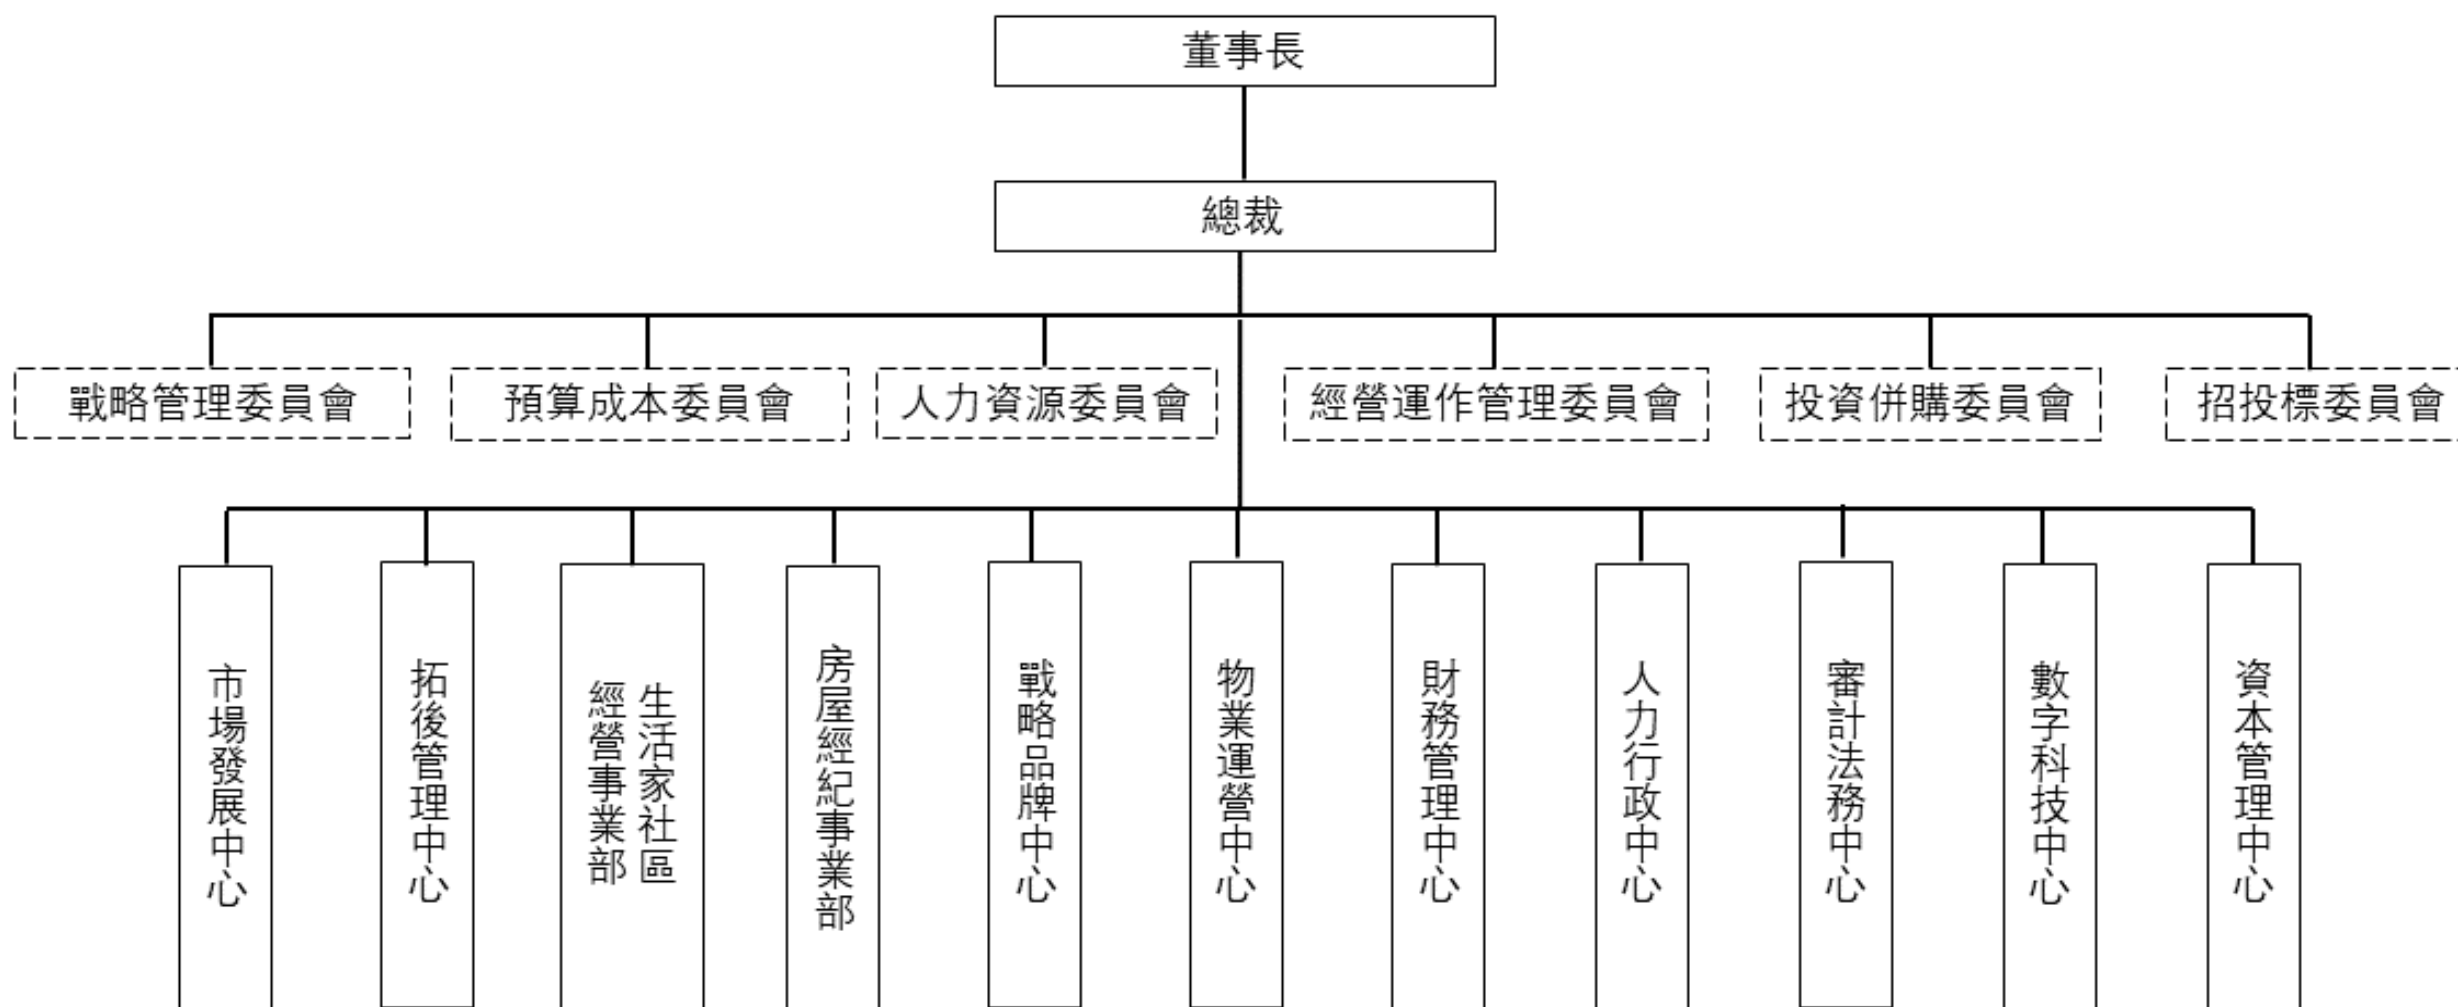 董事長
總裁
戰略管理委員會
預算成本委員會
人力資源委員會
經營運作管理委員會
投資併購委員會
招投標委員會
市場發展中心
拓後管理中心
生活家社區
經營事業部
房屋經紀事業部
戰略品牌中心
物業運營中心
財務管理中心
人力行政中心
審計法務中心
數字科技中心
資本管理中心